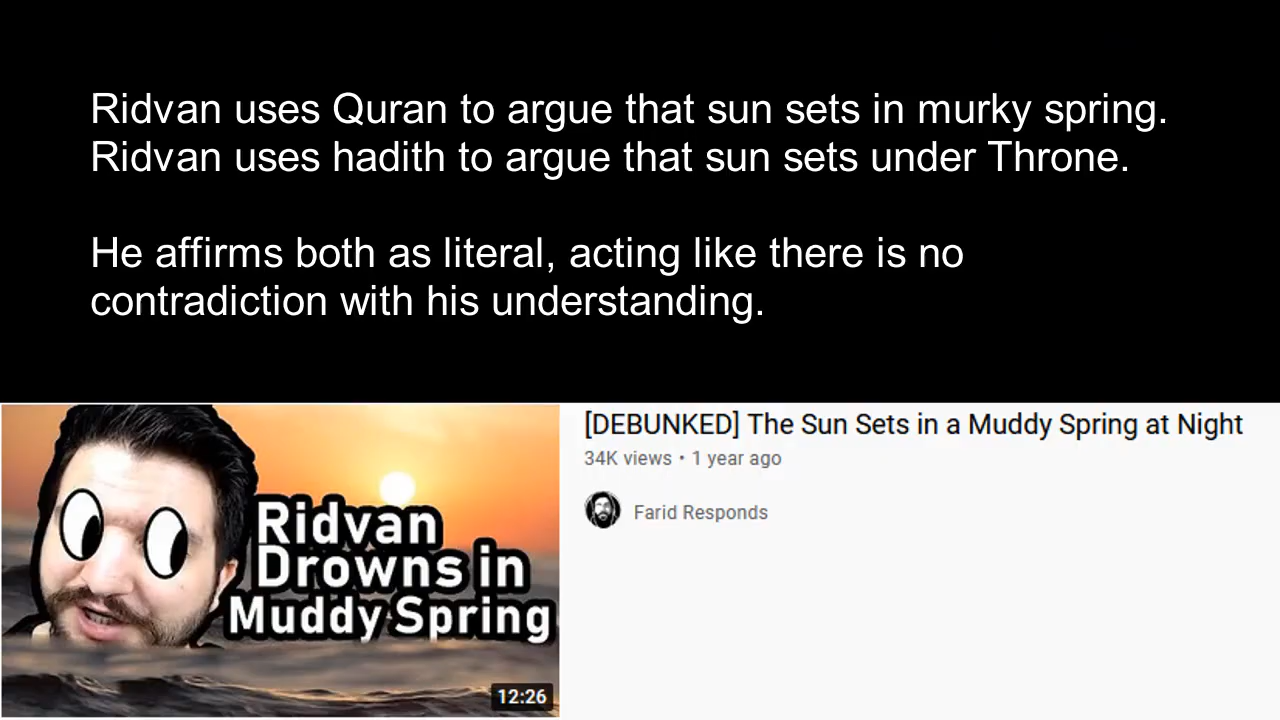 Ridvan uses Quran to argue that sun sets in murky spring.
Ridvan uses hadith to argue that sun sets under Throne.
He affirms both as literal, acting like there is no
contradiction with his understanding.
Ridvan
Drowns in
Muddy Spring
12:26
[DEBUNKED] The Sun Sets in a Muddy Spring at Night
34K views • 1 year ago
Farid Responds